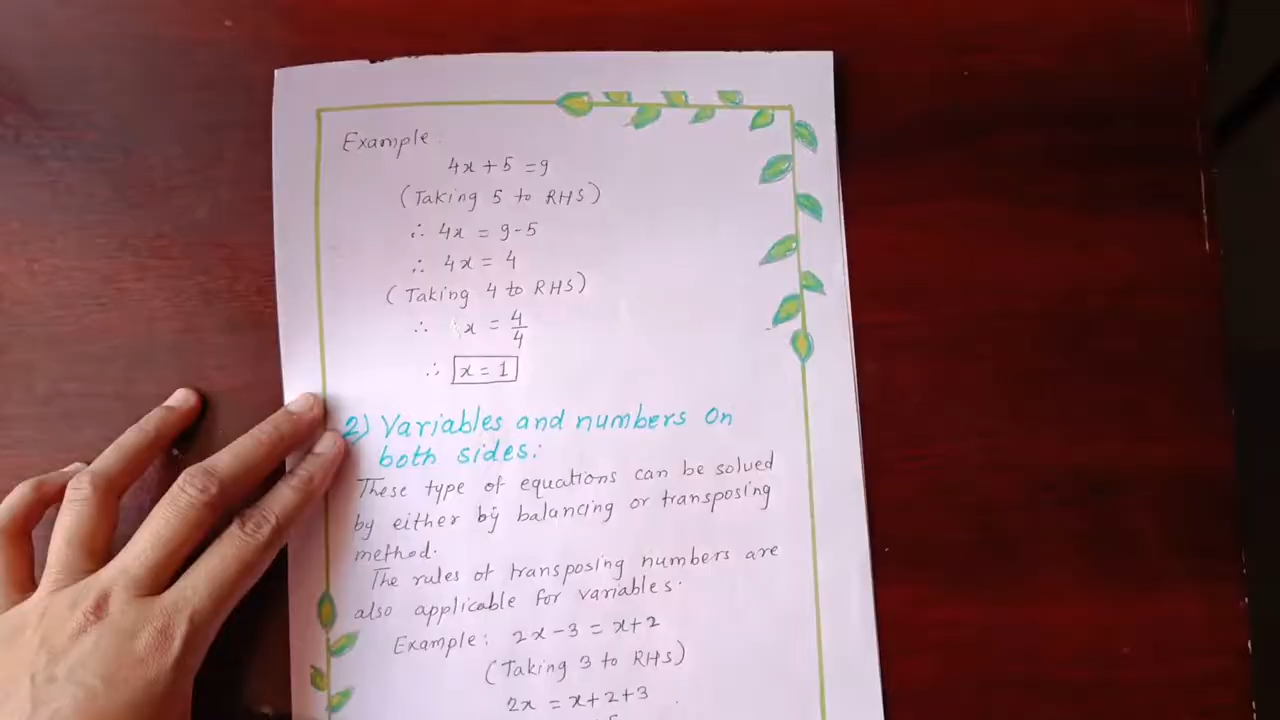 Example.
4x + 5 = 9
(Taking 5 to RHS)
∴ 4x = 9-5
∴ 4x = 4
(Taking 4 to RHS)
∴ x = 4/4
∴ x = 1
2) Variables and numbers on
both sides:
These type of equations can be solved
by either by balancing or transposing
method.
The rules of transposing numbers are
also applicable for variables.
Example: 2x-3 = x+2
(Taking 3 to RHS)
2x = x+2+3